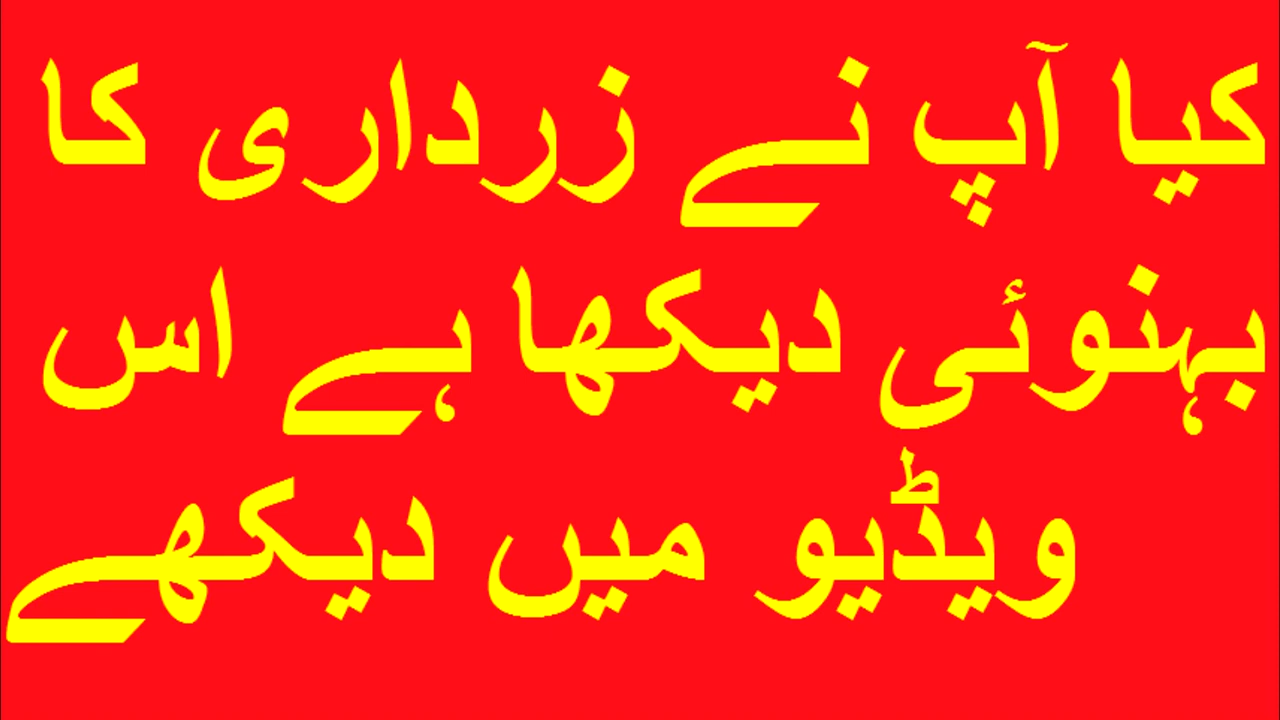 کیا آپ نے زرداری کا
بہنوئی دیکھا ہے اس
ویڈیو میں دیکھے